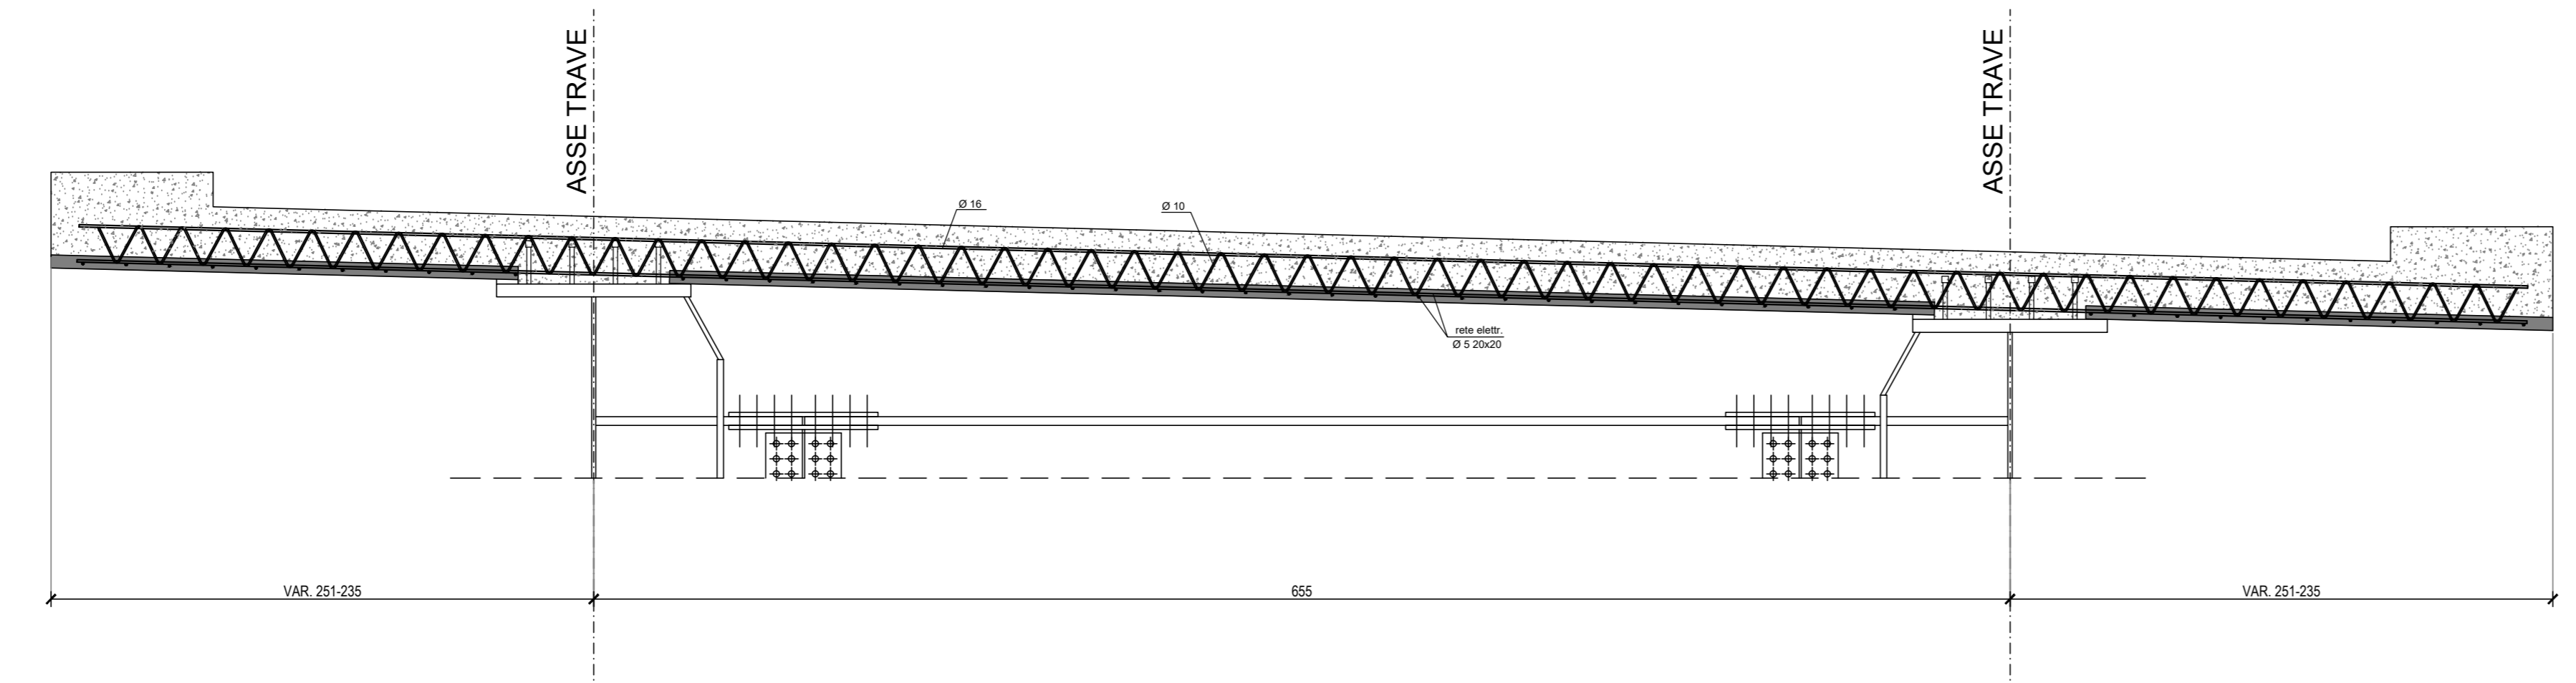 ASSE TRAVE
ASSE TRAVE
Ø 16
Ø 10
rete elettr.
Ø 5 20x20
VAR. 251-235
655
VAR. 251-235